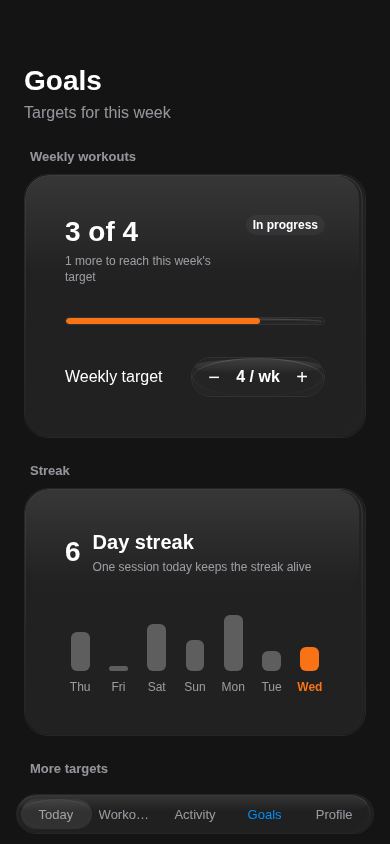 Goals
Targets for this week
Weekly workouts
3 of 4
In progress
1 more to reach this week's
target
Weekly target
− 4 / wk +
Streak
6 Day streak
One session today keeps the streak alive
Thu Fri Sat Sun Mon Tue Wed
More targets
Today Worko… Activity Goals Profile